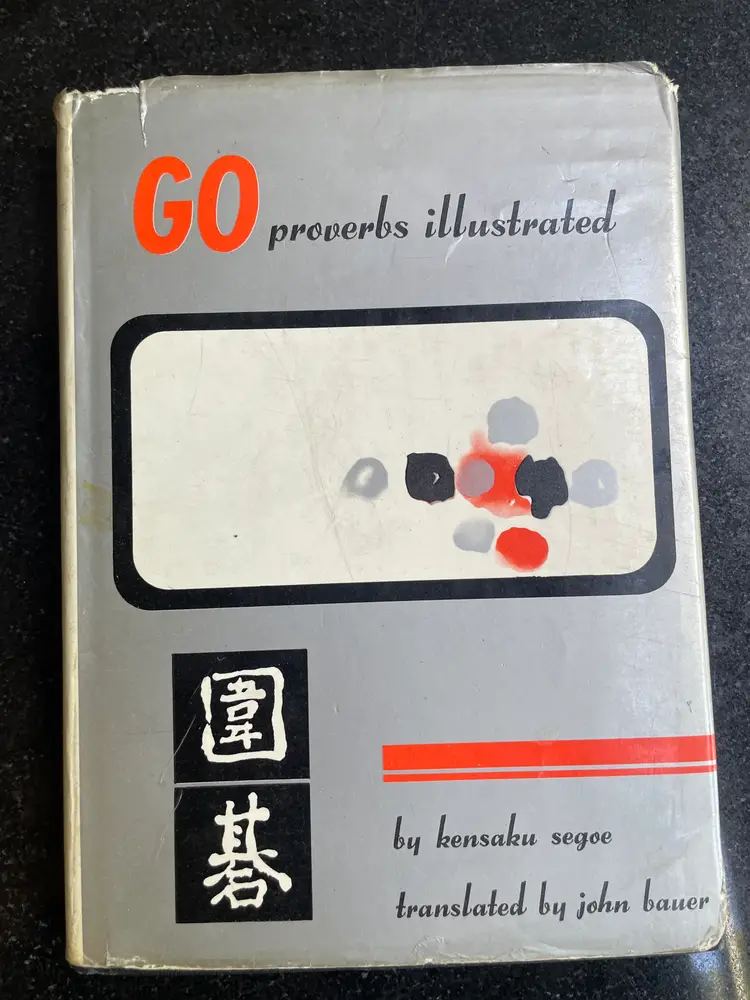 GO proverbs illustrated
圍
碁
by kensaku segoe
translated by john bauer